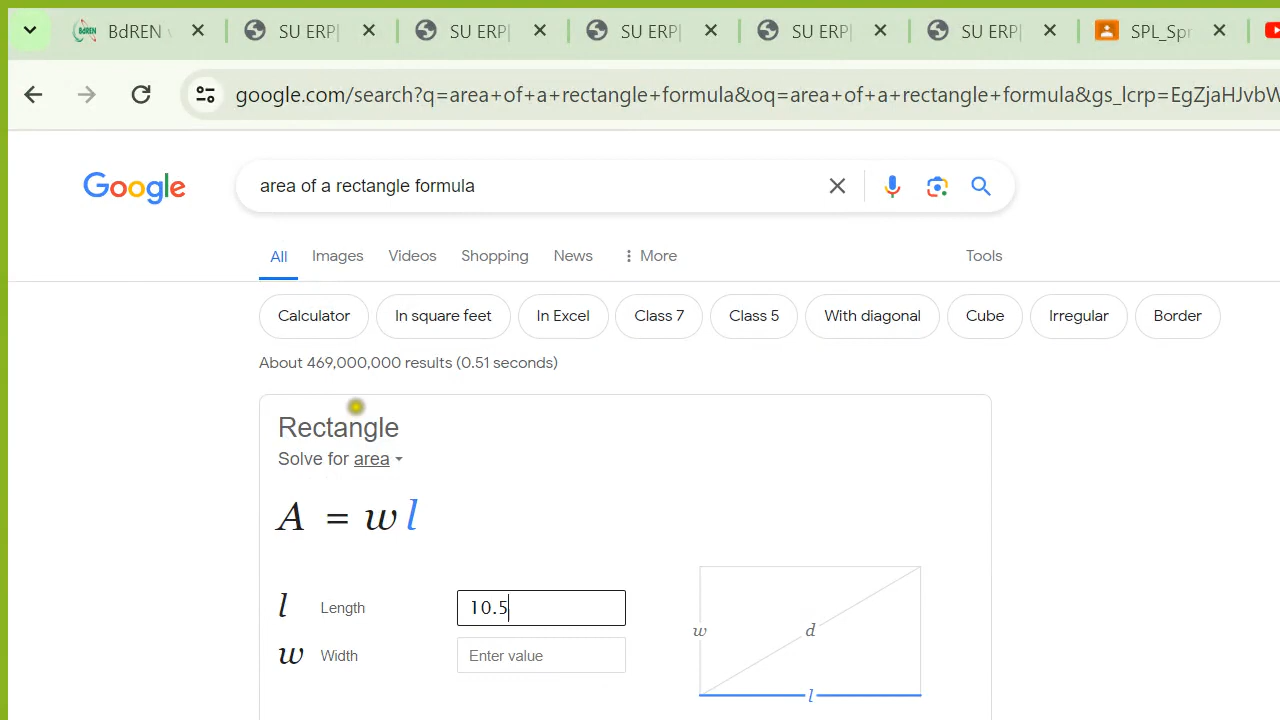 BdREN SU ERP| SU ERP| SU ERP| SU ERP| SU ERP| SPL_Spr
google.com/search?q=area+of+a+rectangle+formula&oq=area+of+a+rectangle+formula&gs_lcrp=EgZjaHJvbW
Google area of a rectangle formula
All Images Videos Shopping News More Tools
Calculator In square feet In Excel Class 7 Class 5 With diagonal Cube Irregular Border
About 469,000,000 results (0.51 seconds)
Rectangle
Solve for area
A = w l
l Length 10.5
w Width Enter value
w d
l